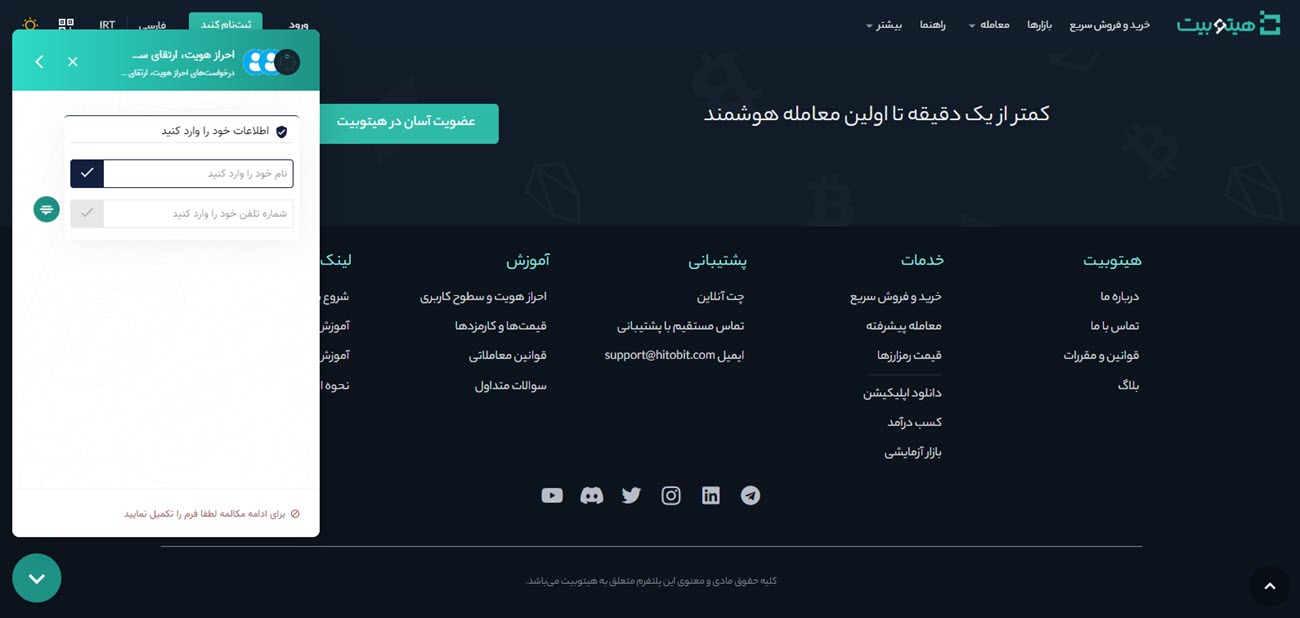 هیتوبیت
خرید و فروش سریع
بازارها
معامله
راهنما
بیشتر
ورود
ثبت‌نام کنید
فارسی
IRT
کمتر از یک دقیقه تا اولین معامله هوشمند
عضویت آسان در هیتوبیت
احراز هویت، ارتقای س...
درخواست‌های احراز هویت، ارتقای ...
اطلاعات خود را وارد کنید
نام خود را وارد کنید
شماره تلفن خود را وارد کنید
برای ادامه مکالمه لطفا فرم را تکمیل نمایید
هیتوبیت
درباره ما
تماس با ما
قوانین و مقررات
بلاگ
خدمات
خرید و فروش سریع
معامله پیشرفته
قیمت رمزارزها
دانلود اپلیکیشن
کسب درآمد
بازار آزمایشی
پشتیبانی
چت آنلاین
تماس مستقیم با پشتیبانی
ایمیل support@hitobit.com
آموزش
احراز هویت و سطوح کاربری
قیمت‌ها و کارمزدها
قوانین معاملاتی
سوالات متداول
لینک
شروع
آموزش
آموزش
نحوه
کلیه حقوق مادی و معنوی این پلتفرم متعلق به هیتوبیت می‌باشد.